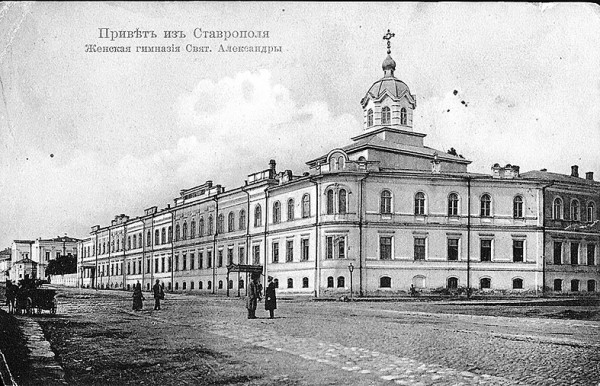 Привѣтъ изъ Ставрополя
Женская гимназія Свят. Александры